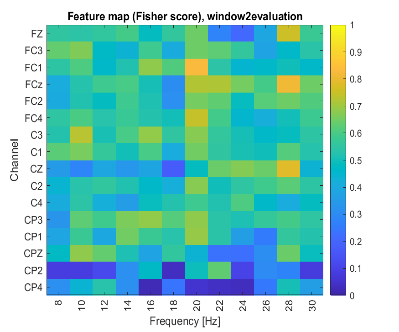 Feature map (Fisher score), window2evaluation
FZ
FC3
FC1
FCz
FC2
FC4
C3
C1
CZ
C2
C4
CP3
CP1
CPZ
CP2
CP4
Channel
8 10 12 14 16 18 20 22 24 26 28 30
Frequency [Hz]
1
0.9
0.8
0.7
0.6
0.5
0.4
0.3
0.2
0.1
0